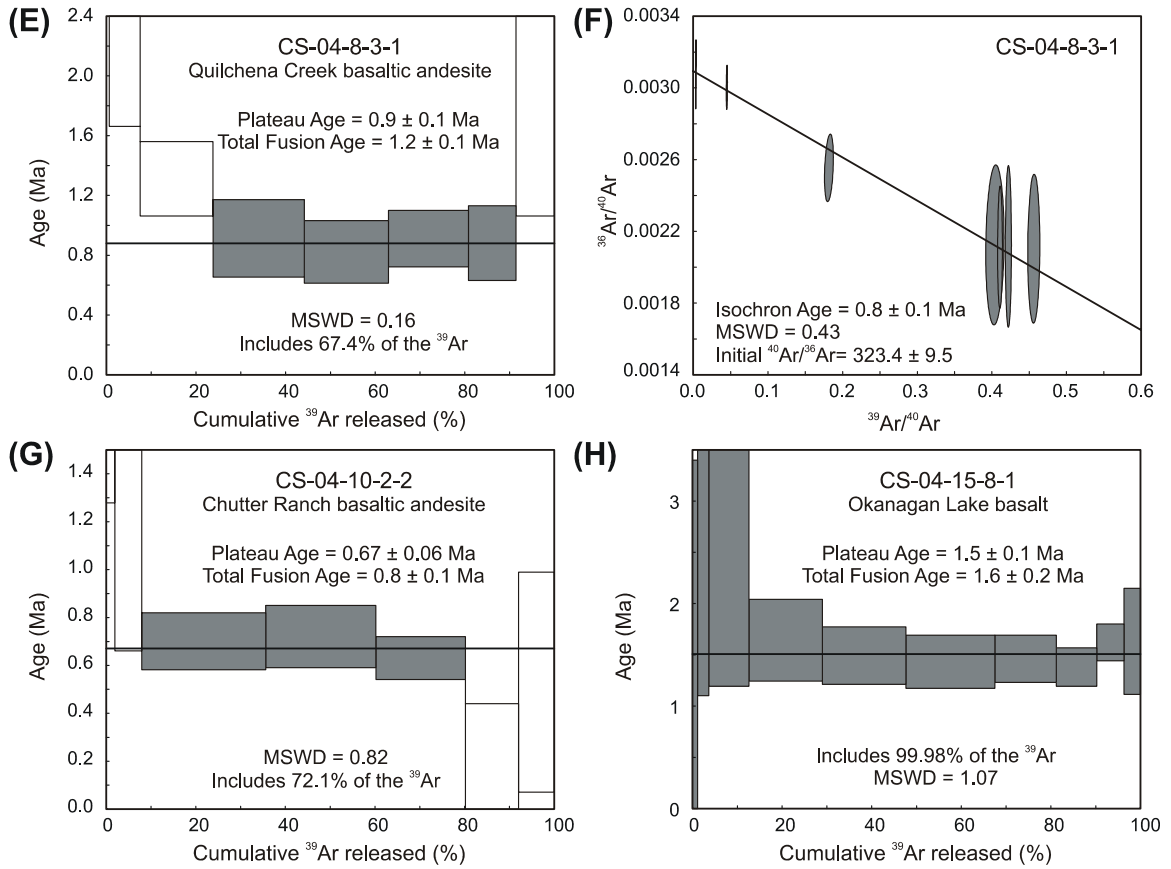 (E)
CS-04-8-3-1
Quilchena Creek basaltic andesite
Plateau Age = 0.9 ± 0.1 Ma
Total Fusion Age = 1.2 ± 0.1 Ma
MSWD = 0.16
Includes 67.4% of the ³⁹Ar
Age (Ma)
2.4
2.0
1.6
1.2
0.8
0.4
0.0
0 20 40 60 80 100
Cumulative ³⁹Ar released (%)
(F)
CS-04-8-3-1
³⁶Ar/⁴⁰Ar
0.0034
0.0030
0.0026
0.0022
0.0018
0.0014
Isochron Age = 0.8 ± 0.1 Ma
MSWD = 0.43
Initial ⁴⁰Ar/³⁶Ar= 323.4 ± 9.5
0.0 0.1 0.2 0.3 0.4 0.5 0.6
³⁹Ar/⁴⁰Ar
(G)
CS-04-10-2-2
Chutter Ranch basaltic andesite
Plateau Age = 0.67 ± 0.06 Ma
Total Fusion Age = 0.8 ± 0.1 Ma
MSWD = 0.82
Includes 72.1% of the ³⁹Ar
Age (Ma)
1.4
1.2
1.0
0.8
0.6
0.4
0.2
0.0
0 20 40 60 80 100
Cumulative ³⁹Ar released (%)
(H)
CS-04-15-8-1
Okanagan Lake basalt
Plateau Age = 1.5 ± 0.1 Ma
Total Fusion Age = 1.6 ± 0.2 Ma
Includes 99.98% of the ³⁹Ar
MSWD = 1.07
Age (Ma)
3
2
1
0
0 20 40 60 80 100
Cumulative ³⁹Ar released (%)